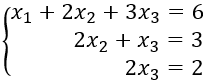 x₁ + 2x₂ + 3x₃ = 6
2x₂ + x₃ = 3
2x₃ = 2